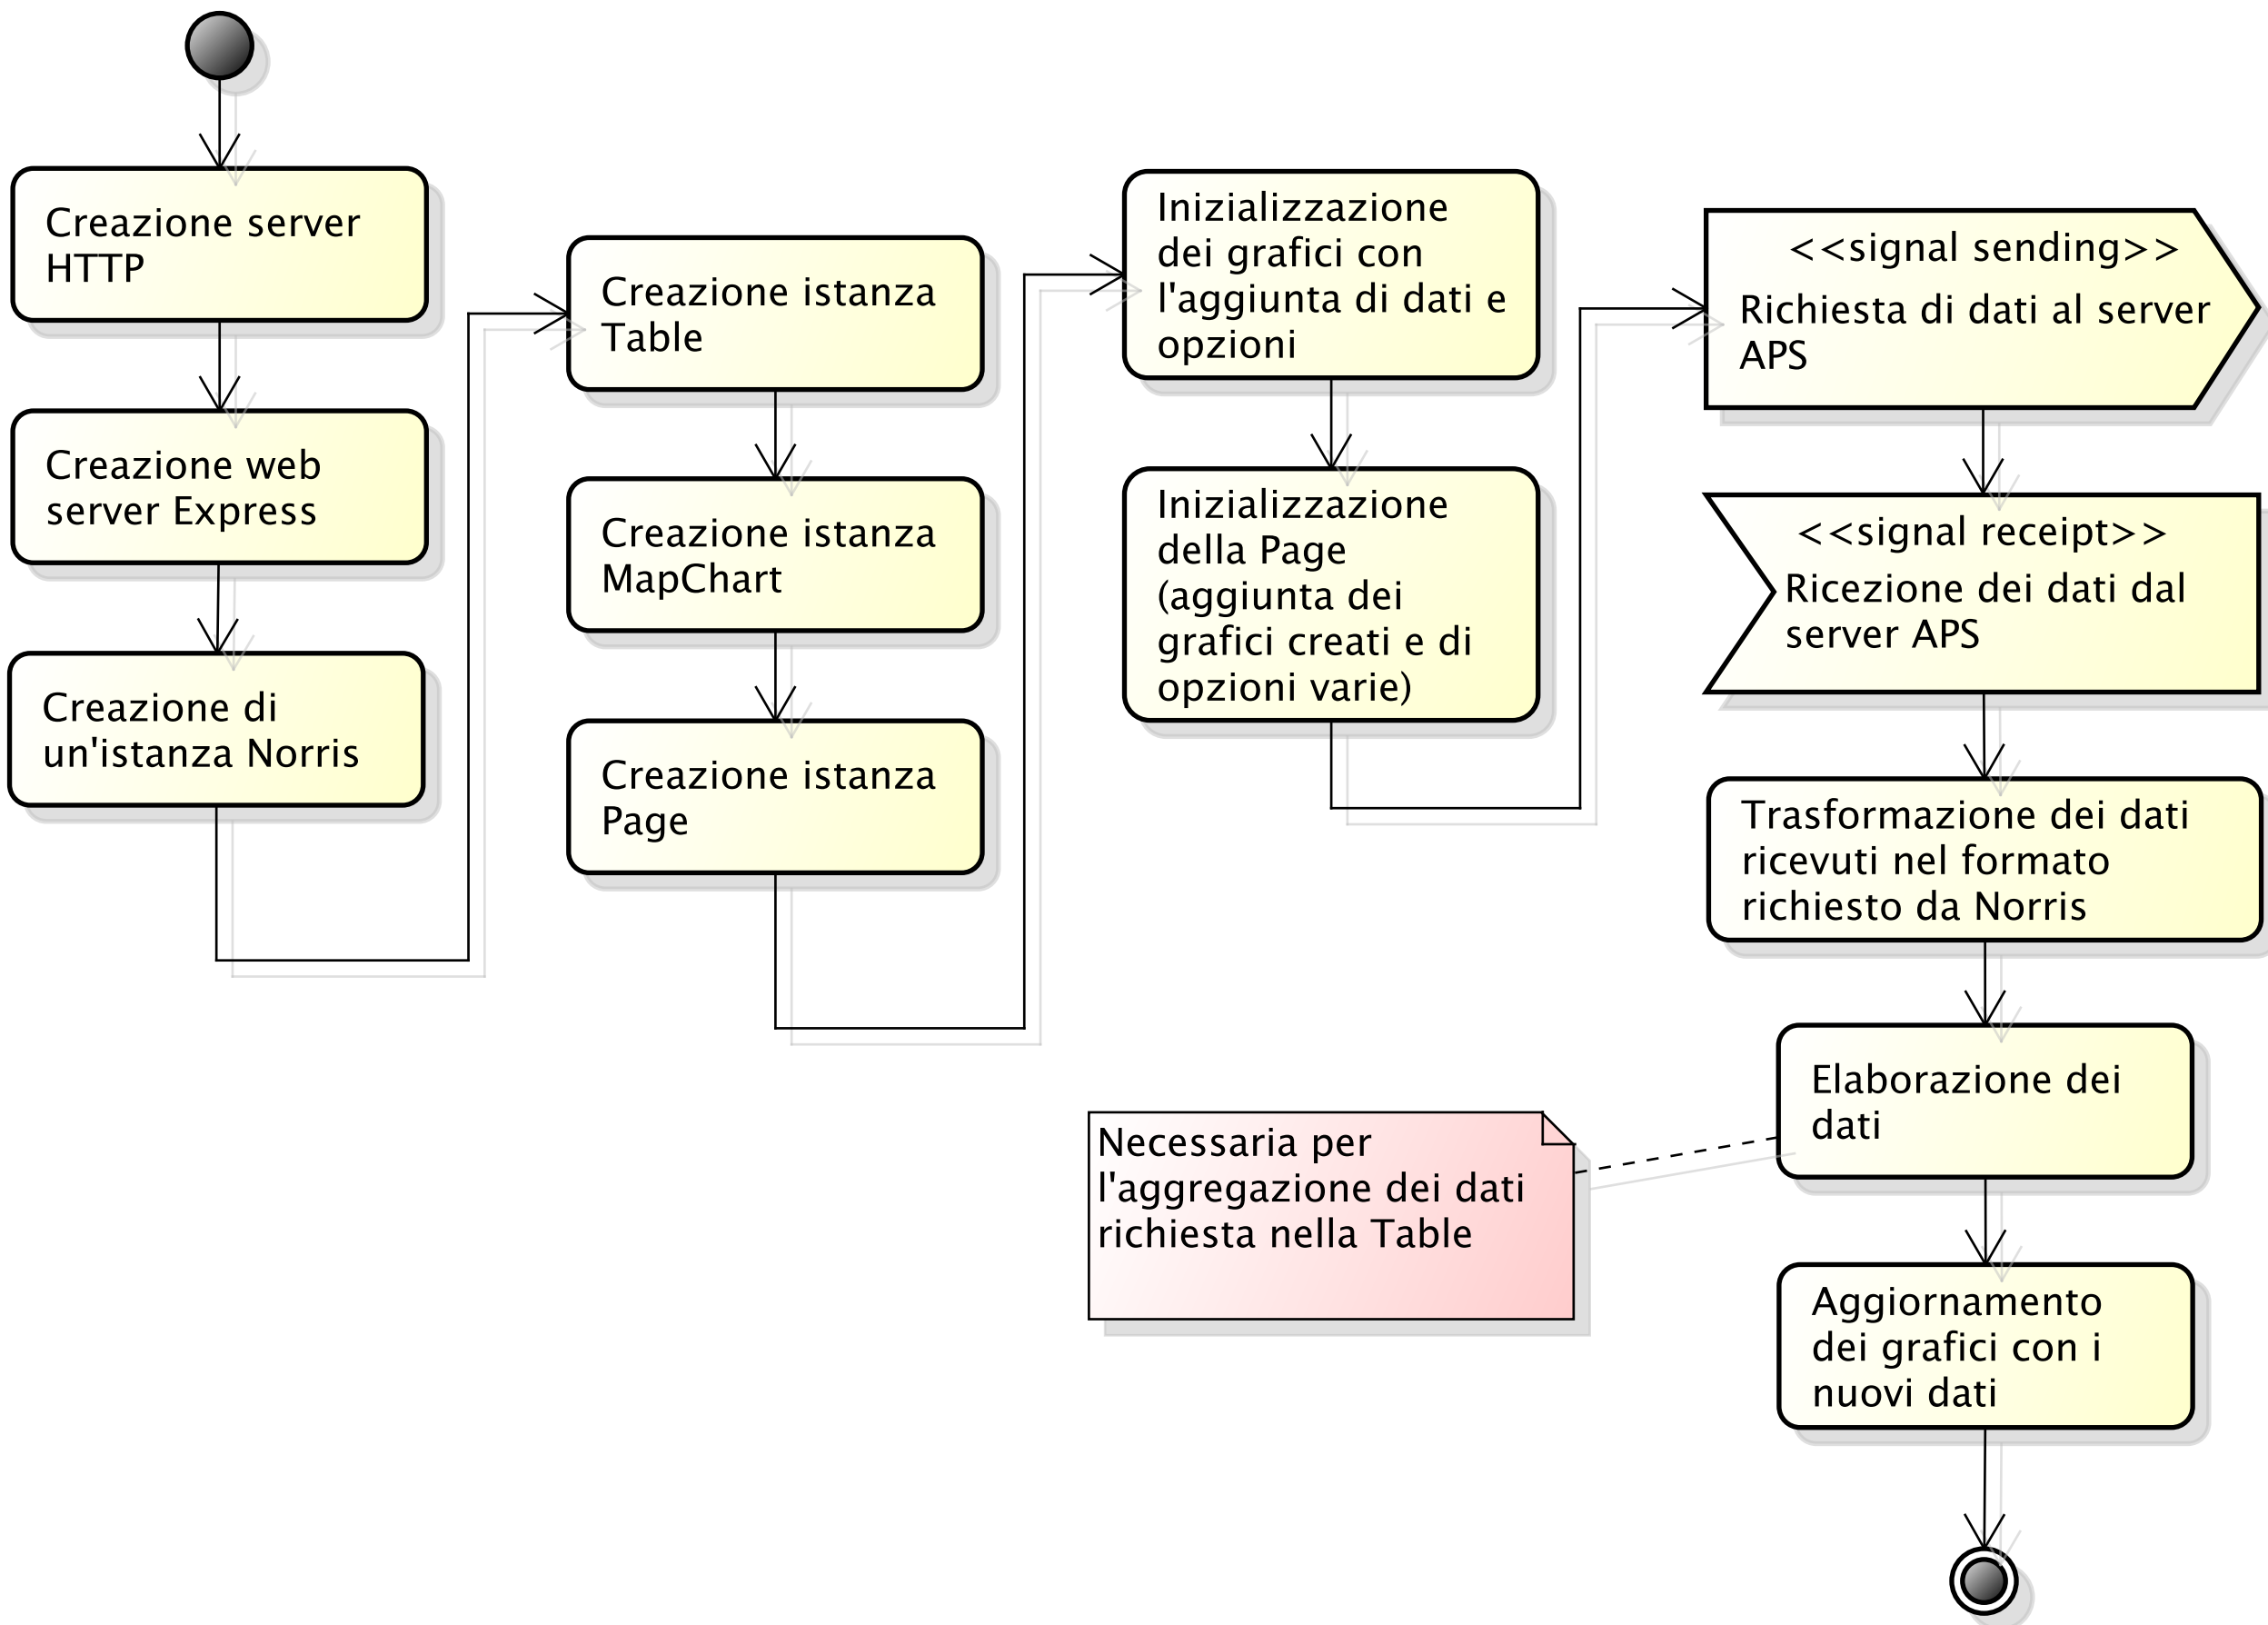 Creazione server
HTTP
Creazione web
server Express
Creazione di
un'istanza Norris
Creazione istanza
Table
Creazione istanza
MapChart
Creazione istanza
Page
Inizializzazione
dei grafici con
l'aggiunta di dati e
opzioni
Inizializzazione
della Page
(aggiunta dei
grafici creati e di
opzioni varie)
<<signal sending>>
Richiesta di dati al server
APS
<<signal receipt>>
Ricezione dei dati dal
server APS
Trasformazione dei dati
ricevuti nel formato
richiesto da Norris
Elaborazione dei
dati
Necessaria per
l'aggregazione dei dati
richiesta nella Table
Aggiornamento
dei grafici con i
nuovi dati